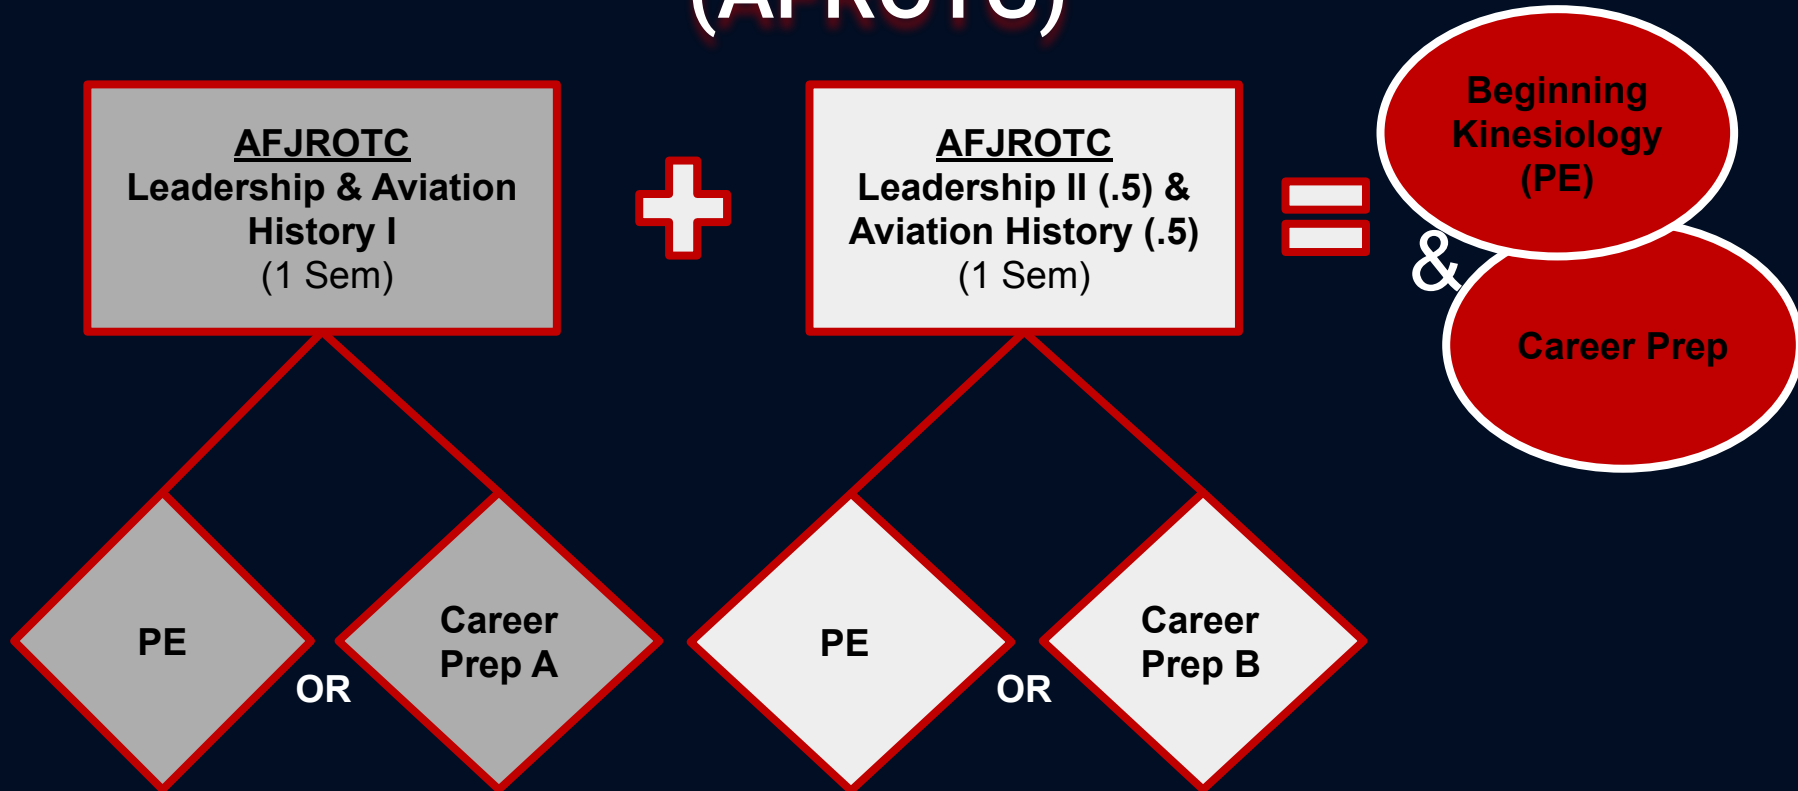 (AFROTC)
AFJROTC
Leadership & Aviation
History I
(1 Sem)
AFJROTC
Leadership II (.5) &
Aviation History (.5)
(1 Sem)
Beginning
Kinesiology
(PE)
&
Career Prep
PE
OR
Career
Prep A
PE
OR
Career
Prep B